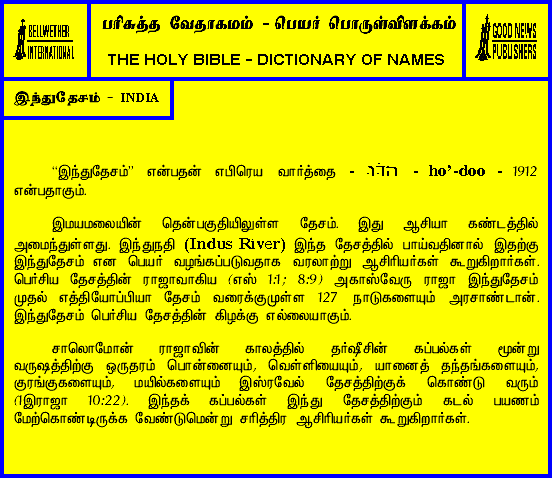 BELLWETHER
INTERNATIONAL
பரிசுத்த வேதாகமம் - பெயர் பொருள்விளக்கம்
THE HOLY BIBLE - DICTIONARY OF NAMES
GOOD NEWS
PUBLISHERS
இந்துதேசம் - INDIA
“இந்துதேசம்” என்பதன் எபிரெய வார்த்தை - הדּוּ - ho’-doo - 1912
என்பதாகும்.
இமயமலையின் தென்பகுதியிலுள்ள தேசம். இது ஆசியா கண்டத்தில்
அமைந்துள்ளது. இந்துநதி (Indus River) இந்த தேசத்தில் பாய்வதினால் இதற்கு
இந்துதேசம் என பெயர் வழங்கப்படுவதாக வரலாற்று ஆசிரியர்கள் கூறுகிறார்கள்.
பெர்சிய தேசத்தின் ராஜாவாகிய (எஸ் 1:1; 8:9) அகாஸ்வேரு ராஜா இந்துதேசம்
முதல் எத்தியோப்பியா தேசம் வரைக்குமுள்ள 127 நாடுகளையும் அரசாண்டான்.
இந்துதேசம் பெர்சிய தேசத்தின் கிழக்கு எல்லையாகும்.
சாலொமோன் ராஜாவின் காலத்தில் தர்ஷீசின் கப்பல்கள் மூன்று
வருஷத்திற்கு ஒருதரம் பொன்னையும், வெள்ளியையும், யானைத் தந்தங்களையும்,
குரங்குகளையும், மயில்களையும் இஸ்ரவேல் தேசத்திற்குக் கொண்டு வரும்
(1இராஜா 10:22). இந்தக் கப்பல்கள் இந்து தேசத்திற்கும் கடல் பயணம்
மேற்கொண்டிருக்க வேண்டுமென்று சரித்திர ஆசிரியர்கள் கூறுகிறார்கள்.